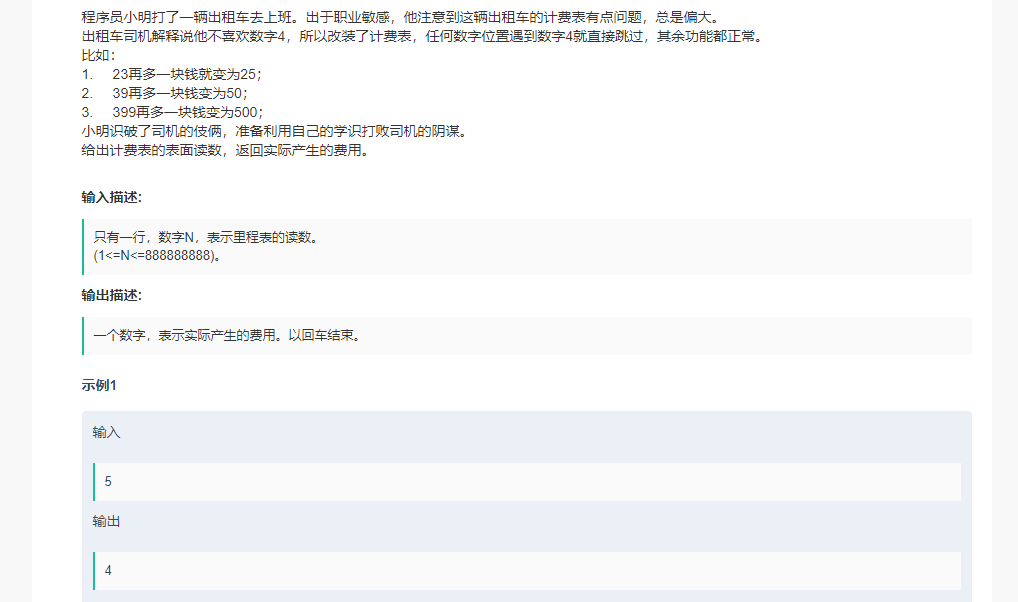 程序员小明打了一辆出租车去上班。出于职业敏感，他注意到这辆出租车的计费表有点问题，总是偏大。
出租车司机解释说他不喜欢数字4，所以改装了计费表，任何数字位置遇到数字4就直接跳过，其余功能都正常。
比如：
1. 23再多一块钱就变为25；
2. 39再多一块钱变为50；
3. 399再多一块钱变为500；
小明识破了司机的伎俩，准备利用自己的学识打败司机的阴谋。
给出计费表的表面读数，返回实际产生的费用。
输入描述:
只有一行，数字N，表示里程表的读数。
(1<=N<=888888888)。
输出描述:
一个数字，表示实际产生的费用。以回车结束。
示例1
输入
5
输出
4